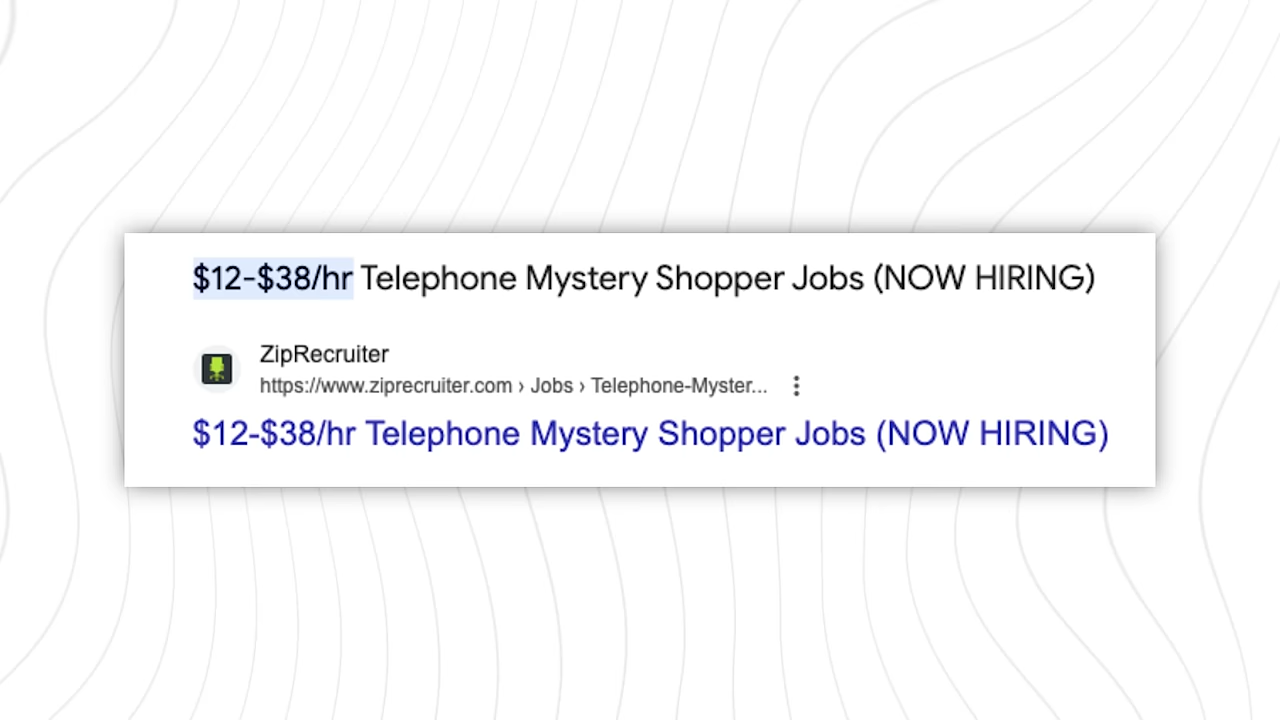 $12-$38/hr Telephone Mystery Shopper Jobs (NOW HIRING)
ZipRecruiter
https://www.ziprecruiter.com › Jobs › Telephone-Myster...
$12-$38/hr Telephone Mystery Shopper Jobs (NOW HIRING)